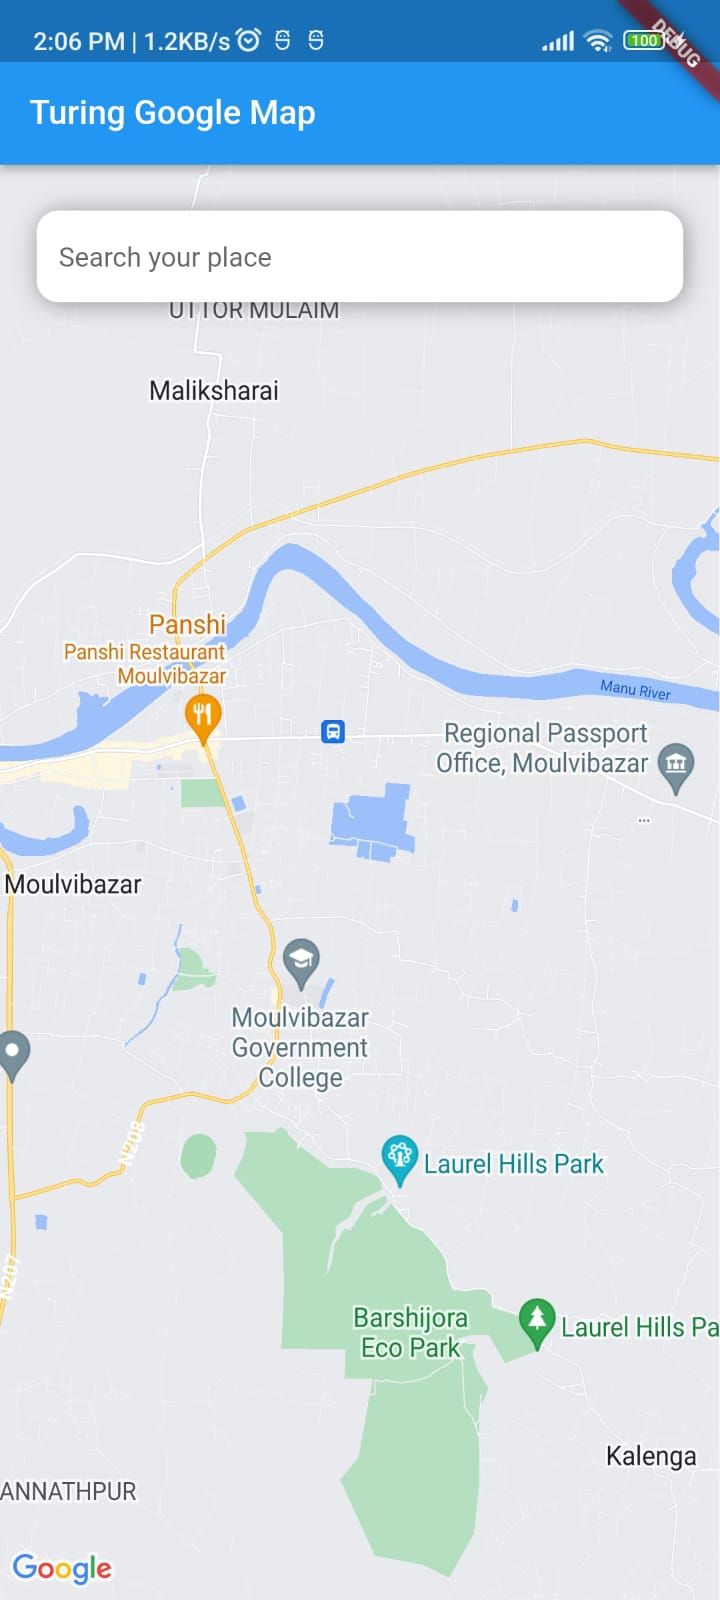 2:06 PM | 1.2KB/s
100
DEBUG
Turing Google Map
Search your place
UTTOR MULAIM
Maliksharai
Panshi
Panshi Restaurant
Moulvibazar
Manu River
Regional Passport
Office, Moulvibazar
...
Moulvibazar
Moulvibazar
Government
College
N208
Laurel Hills Park
N207
Barshijora
Eco Park
Laurel Hills Pa
Kalenga
ANNATHPUR
Google